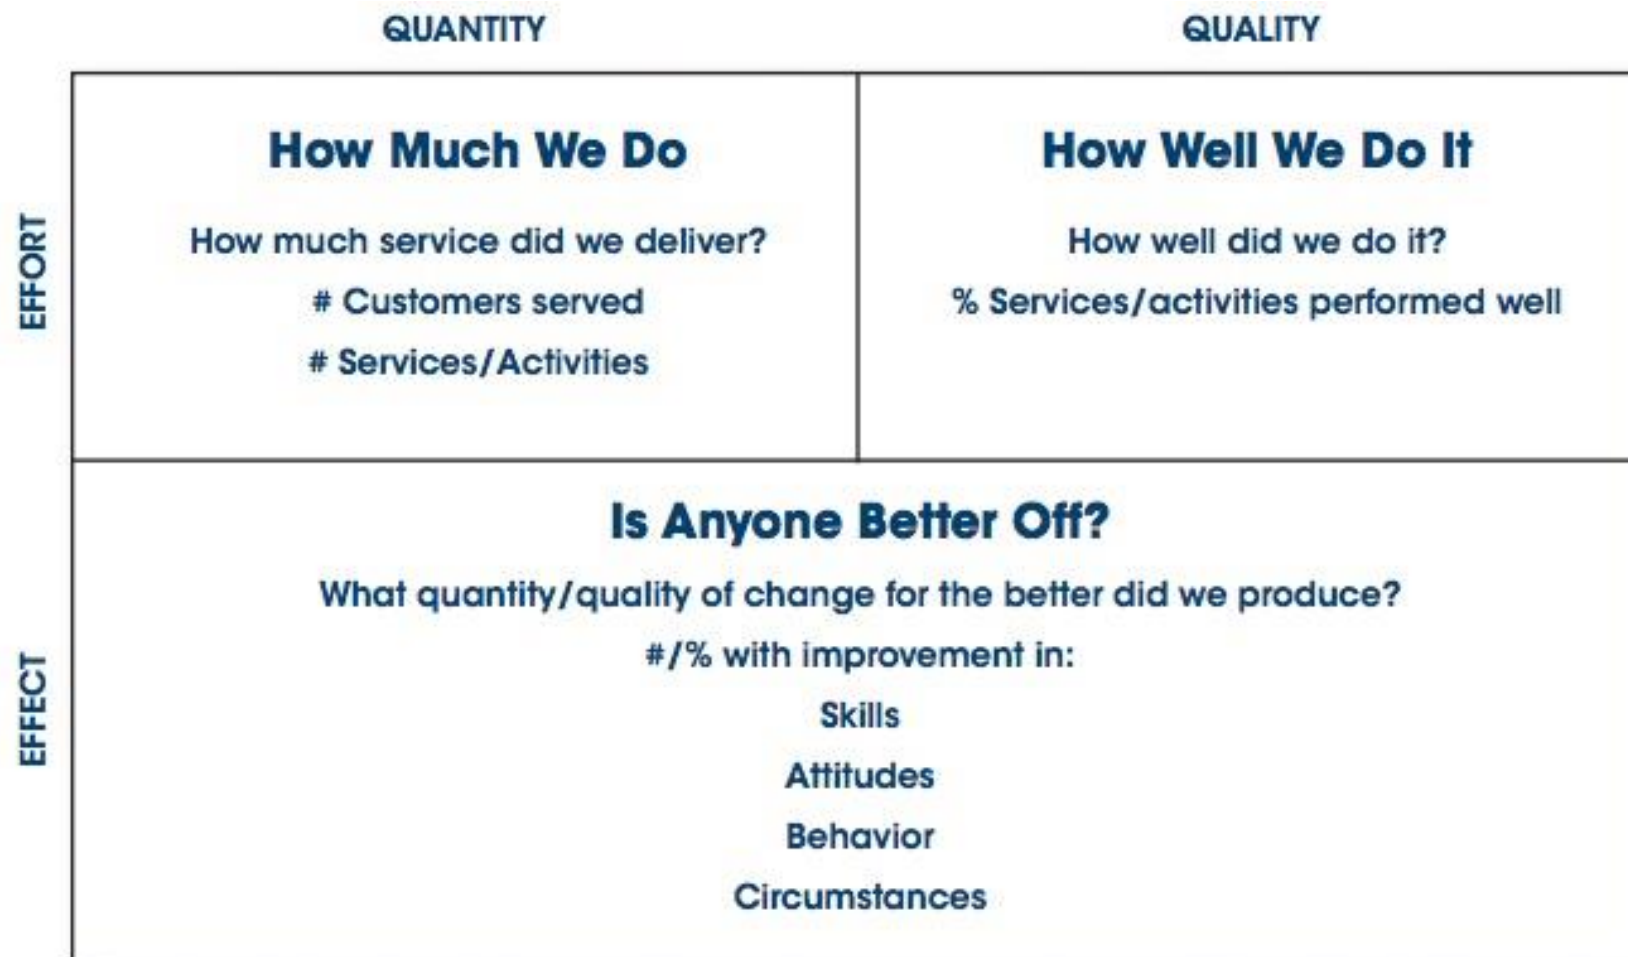 QUANTITY
QUALITY
EFFORT
How Much We Do
How much service did we deliver?
# Customers served
# Services/Activities
How Well We Do It
How well did we do it?
% Services/activities performed well
EFFECT
Is Anyone Better Off?
What quantity/quality of change for the better did we produce?
#/% with improvement in:
Skills
Attitudes
Behavior
Circumstances